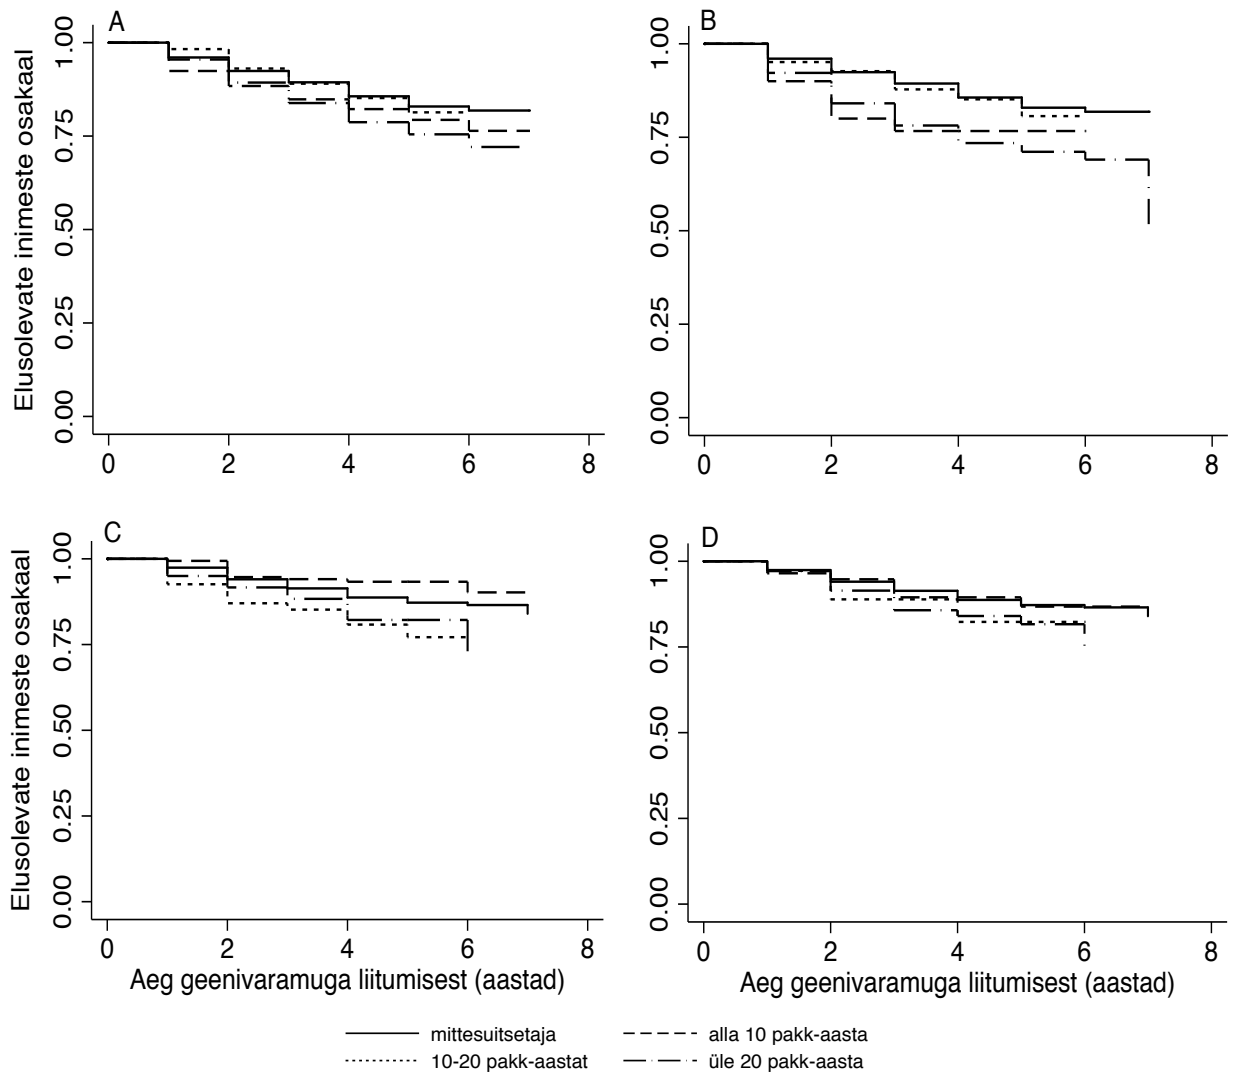 A
Elusolevate inimeste osakaal
1.00
0.75
0.50
0.25
0.00
0 2 4 6 8
B
1.00
0.75
0.50
0.25
0.00
0 2 4 6 8
C
Elusolevate inimeste osakaal
1.00
0.75
0.50
0.25
0.00
0 2 4 6 8
Aeg geenivaramuga liitumisest (aastad)
D
1.00
0.75
0.50
0.25
0.00
0 2 4 6 8
Aeg geenivaramuga liitumisest (aastad)
mittesuitsetaja
alla 10 pakk-aasta
10-20 pakk-aastat
üle 20 pakk-aasta